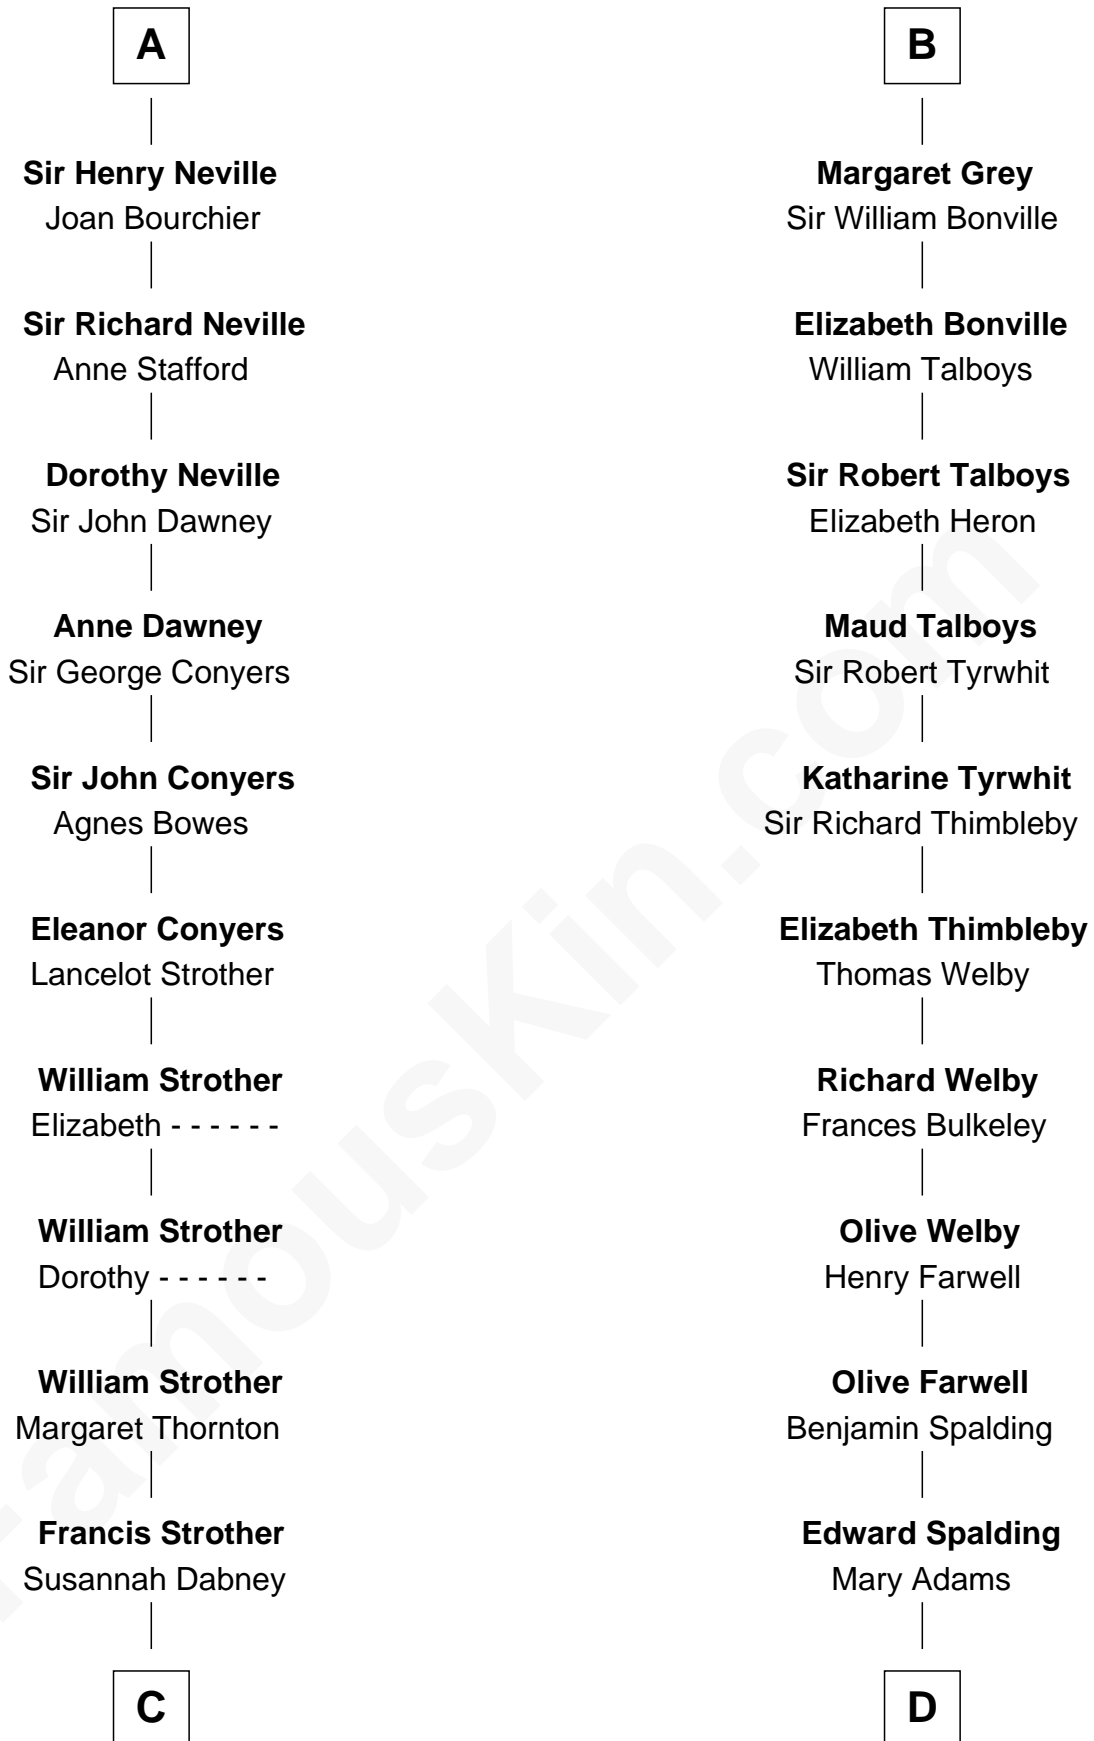 A
Sir Henry Neville
Joan Bourchier
Sir Richard Neville
Anne Stafford
Dorothy Neville
Sir John Dawney
Anne Dawney
Sir George Conyers
Sir John Conyers
Agnes Bowes
Eleanor Conyers
Lancelot Strother
William Strother
Elizabeth - - - - - -
William Strother
Dorothy - - - - - -
William Strother
Margaret Thornton
Francis Strother
Susannah Dabney
C
B
Margaret Grey
Sir William Bonville
Elizabeth Bonville
William Talboys
Sir Robert Talboys
Elizabeth Heron
Maud Talboys
Sir Robert Tyrwhit
Katharine Tyrwhit
Sir Richard Thimbleby
Elizabeth Thimbleby
Thomas Welby
Richard Welby
Frances Bulkeley
Olive Welby
Henry Farwell
Olive Farwell
Benjamin Spalding
Edward Spalding
Mary Adams
D
FamousKin.com